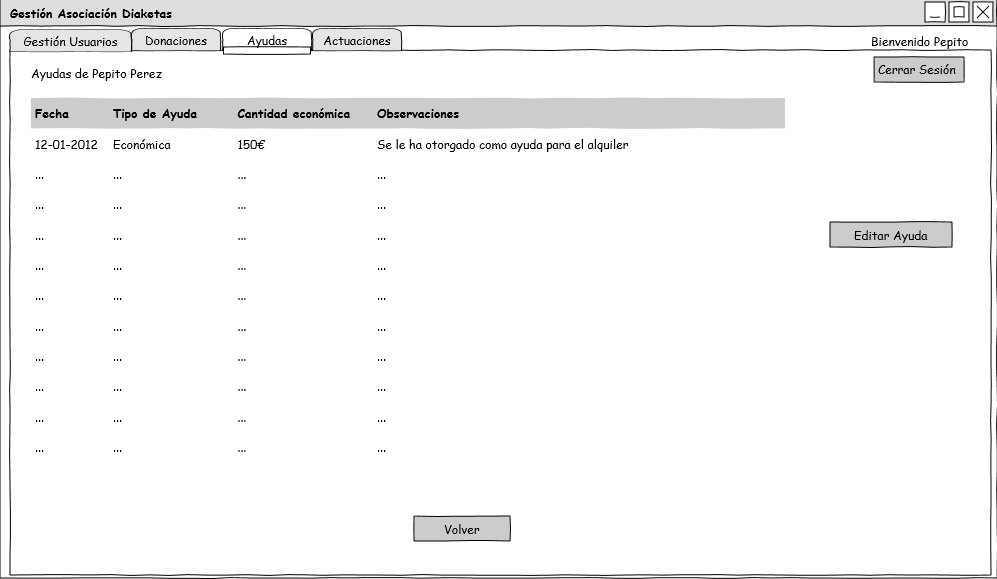 Gestión Asociación Diaketas
Gestión Usuarios Donaciones Ayudas Actuaciones Bienvenido Pepito
Ayudas de Pepito Perez Cerrar Sesión
Fecha Tipo de Ayuda Cantidad económica Observaciones
12-01-2012 Económica 150€ Se le ha otorgado como ayuda para el alquiler
... ... ... ...
... ... ... ...
... ... ... ...
Editar Ayuda
... ... ... ...
... ... ... ...
... ... ... ...
... ... ... ...
... ... ... ...
... ... ... ...
... ... ... ...
Volver